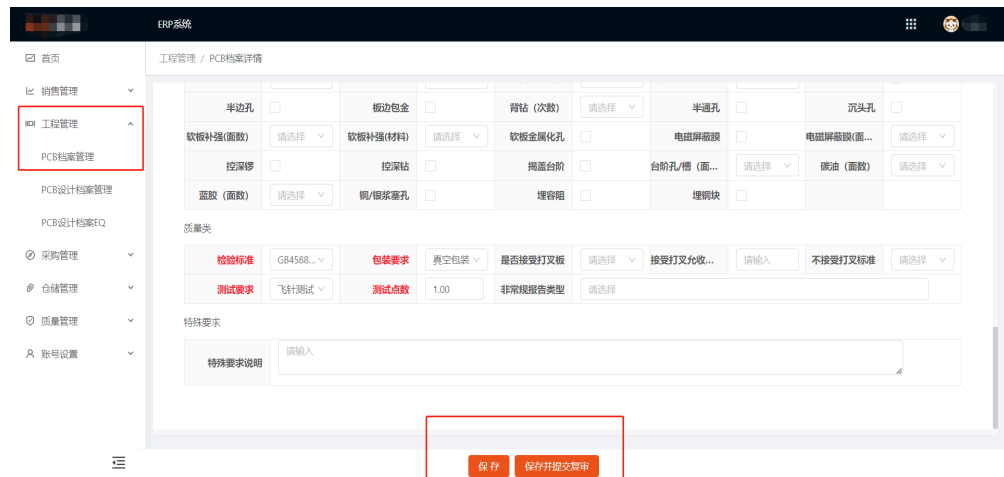 ERP系统
首页
工程管理 / PCB档案详情
销售管理
工程管理
PCB档案管理
PCB设计档案管理
PCB设计档案EQ
采购管理
仓储管理
质量管理
账号设置
半边孔 板边包金 背钻（次数） 请选择 半通孔 沉头孔
软板补强(面数) 请选择 软板补强(材料) 请选择 软板金属化孔 电磁屏蔽膜 电磁屏蔽膜(面... 请选择
控深锣 控深钻 揭盖台阶 台阶孔/槽（面... 请选择 碳油（面数） 请选择
蓝胶（面数） 请选择 铜/银浆塞孔 埋容阻 埋铜块
质量类
检验标准 GB4588... 包装要求 真空包装 是否接受打叉板 请选择 接受打叉允收... 请输入 不接受打叉标准 请选择
测试要求 飞针测试 测试点数 1.00 非常规报告类型 请选择
特殊要求
特殊要求说明 请输入
保存 保存并提交复审